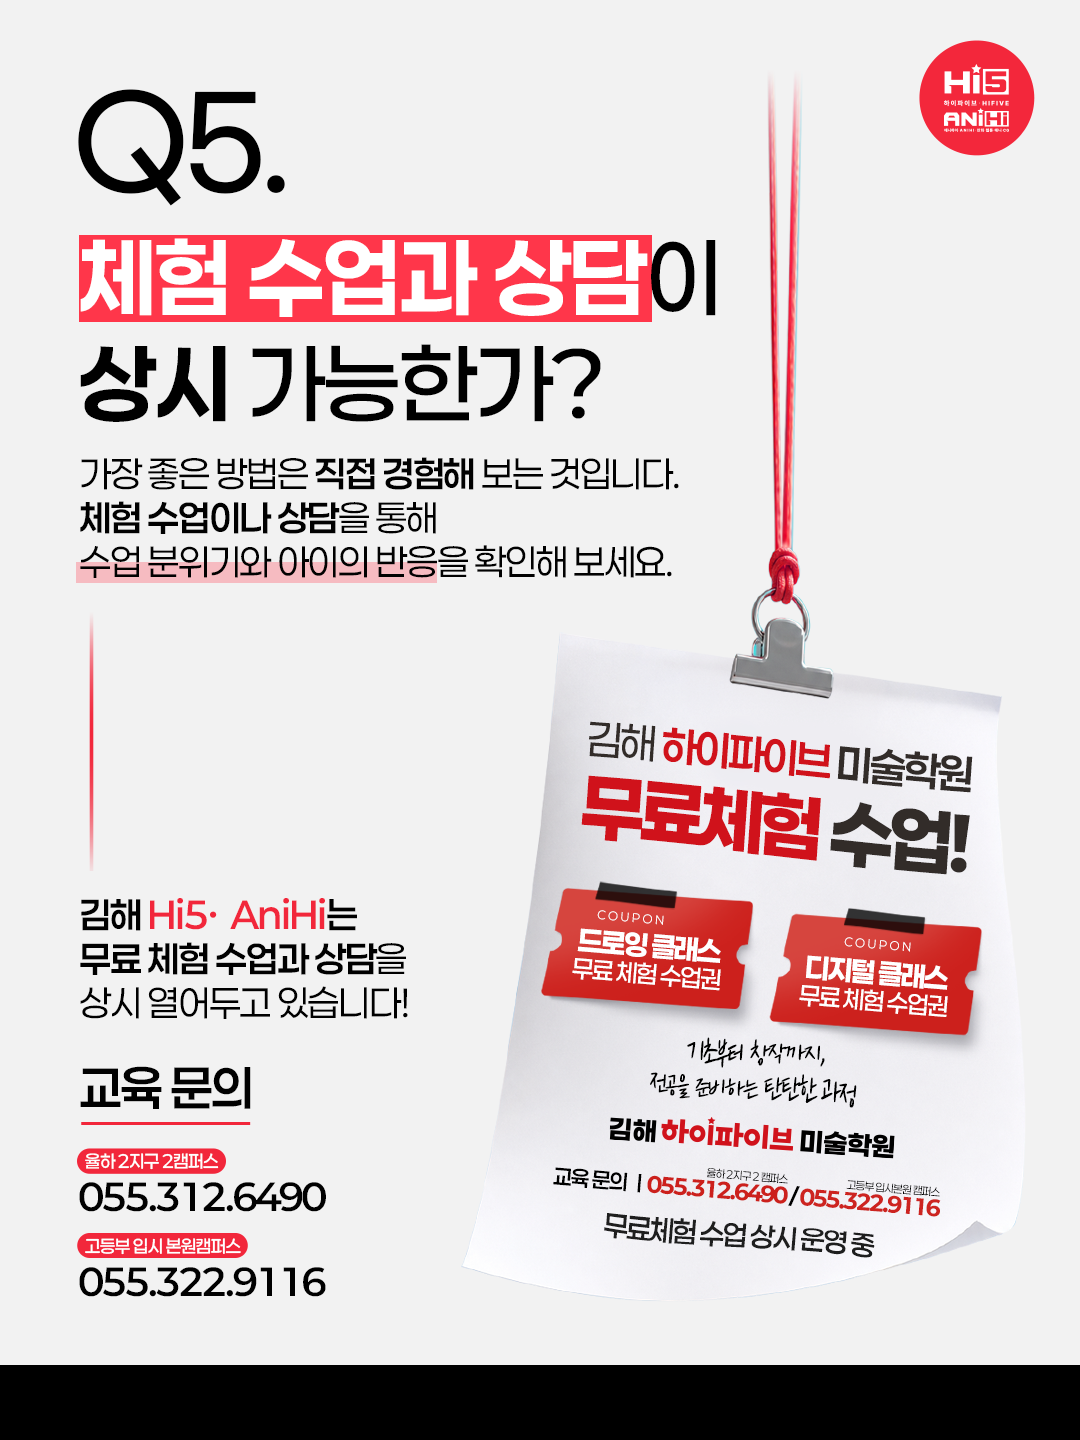 Hi5
하이파이브·HIFIVE
ANiHi
Q5.
체험 수업과 상담이
상시 가능한가?
가장 좋은 방법은 직접 경험해 보는 것입니다.
체험 수업이나 상담을 통해
수업 분위기와 아이의 반응을 확인해 보세요.
김해 하이파이브 미술학원
무료체험 수업!
COUPON
드로잉 클래스
무료 체험 수업권
COUPON
디지털 클래스
무료 체험 수업권
기초부터 창작까지,
전공을 준비하는 탄탄한 과정
김해 하이파이브 미술학원
율하 2지구 2 캠퍼스
고등부 입시본원 캠퍼스
교육 문의 | 055.312.6490 / 055.322.9116
무료체험 수업 상시 운영 중
김해 Hi5· AniHi는
무료 체험 수업과 상담을
상시 열어두고 있습니다!
교육 문의
율하 2지구 2캠퍼스
055.312.6490
고등부 입시 본원캠퍼스
055.322.9116